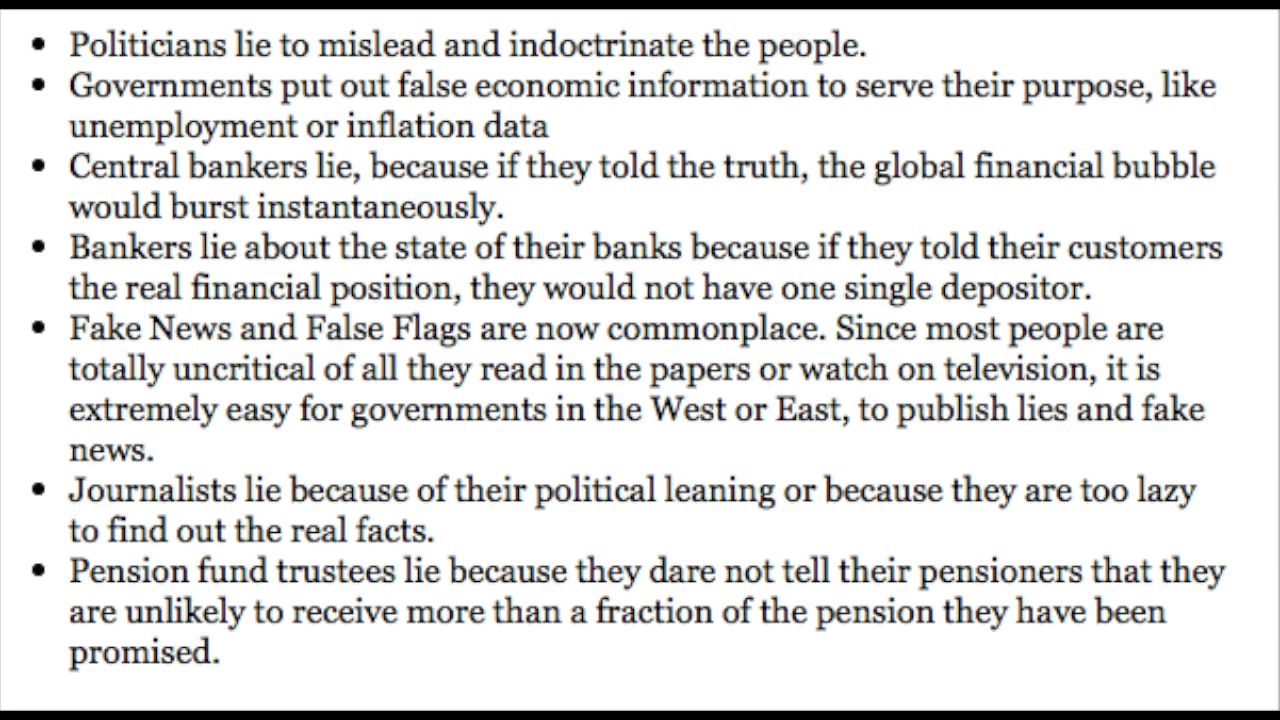 • Politicians lie to mislead and indoctrinate the people.
• Governments put out false economic information to serve their purpose, like
unemployment or inflation data
• Central bankers lie, because if they told the truth, the global financial bubble
would burst instantaneously.
• Bankers lie about the state of their banks because if they told their customers
the real financial position, they would not have one single depositor.
• Fake News and False Flags are now commonplace. Since most people are
totally uncritical of all they read in the papers or watch on television, it is
extremely easy for governments in the West or East, to publish lies and fake
news.
• Journalists lie because of their political leaning or because they are too lazy
to find out the real facts.
• Pension fund trustees lie because they dare not tell their pensioners that they
are unlikely to receive more than a fraction of the pension they have been
promised.